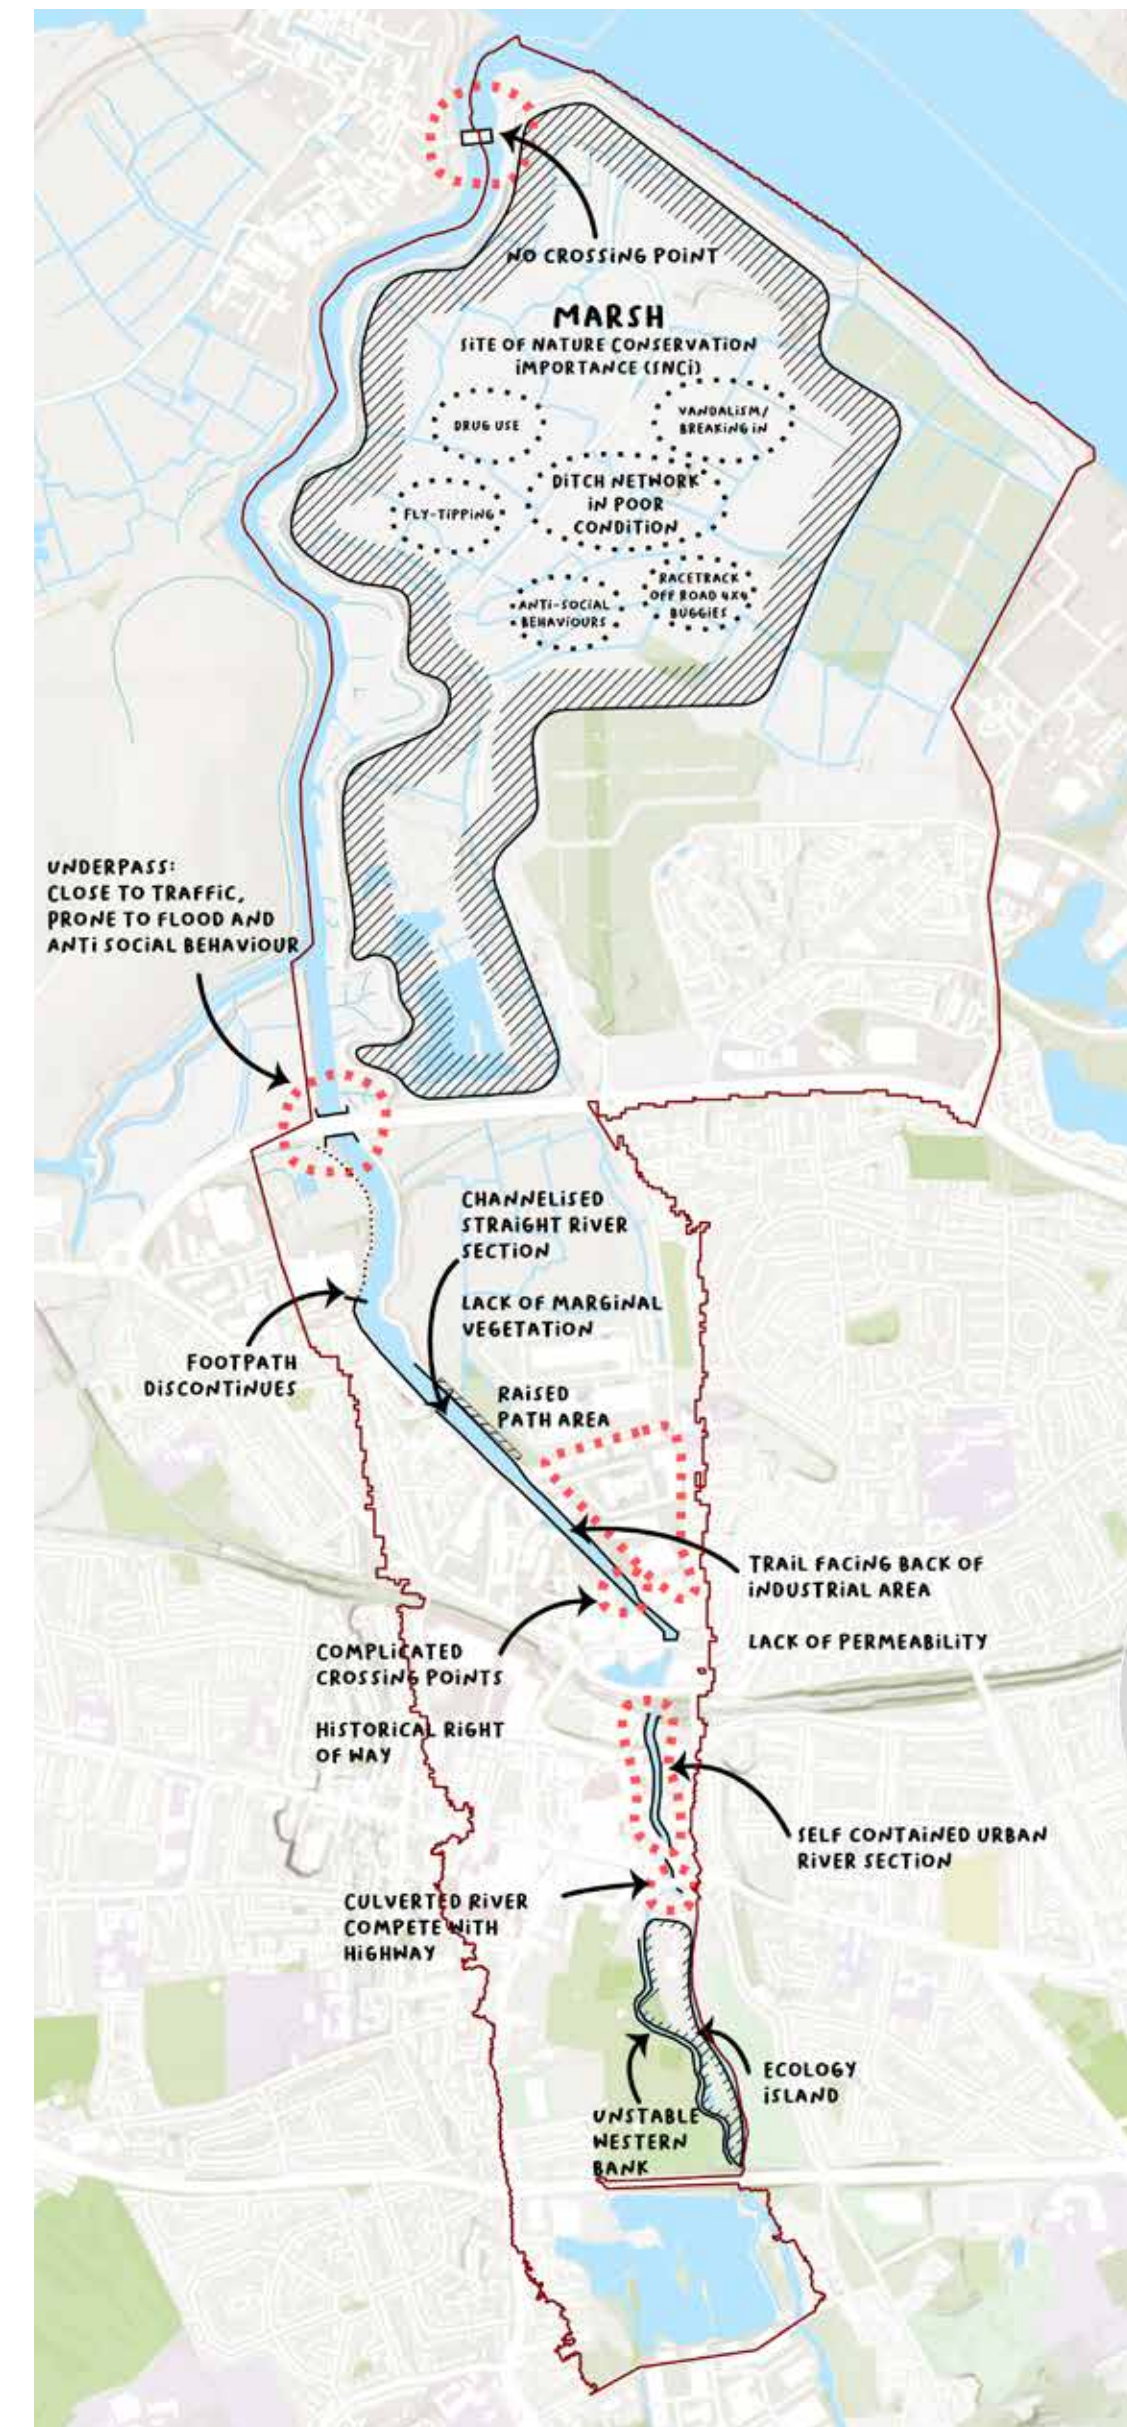 NO CROSSING POINT
MARSH
SITE OF NATURE CONSERVATION
IMPORTANCE (SNCI)
DRUG USE
VANDALISM/
BREAKING IN
DITCH NETWORK
IN POOR
CONDITION
FLY-TIPPING
ANTI-SOCIAL
BEHAVIOURS
RACETRACK
OFF ROAD 4X4
BUGGIES
UNDERPASS:
CLOSE TO TRAFFIC,
PRONE TO FLOOD AND
ANTI SOCIAL BEHAVIOUR
CHANNELISED
STRAIGHT RIVER
SECTION
LACK OF MARGINAL
VEGETATION
FOOTPATH
DISCONTINUES
RAISED
PATH AREA
TRAIL FACING BACK OF
INDUSTRIAL AREA
LACK OF PERMEABILITY
COMPLICATED
CROSSING POINTS
HISTORICAL RIGHT
OF WAY
SELF CONTAINED URBAN
RIVER SECTION
CULVERTED RIVER
COMPETE WITH
HIGHWAY
ECOLOGY
ISLAND
UNSTABLE
WESTERN
BANK